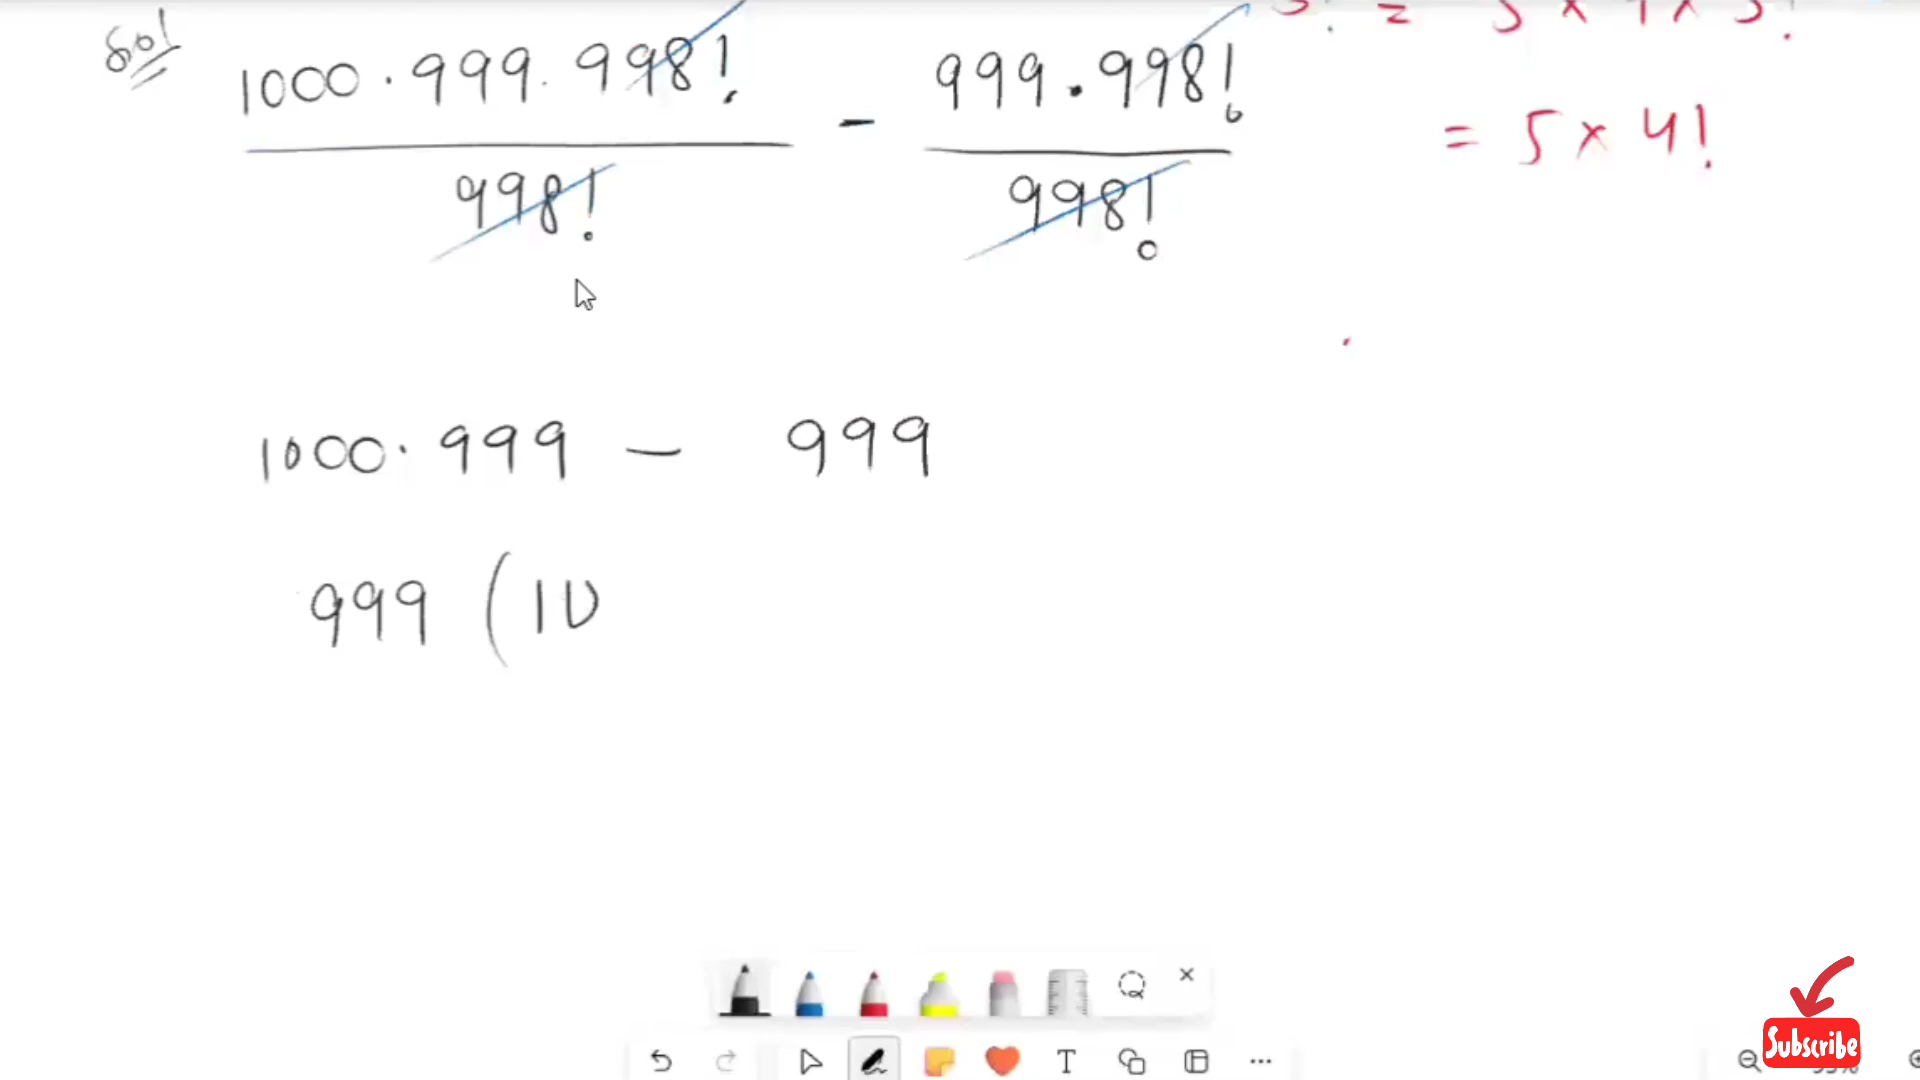 Sol
1000 · 999 · 998! / 998! - 999 · 998! / 998!
= 5 × 4!
1000 · 999 - 999
999 ( 10
T
Subscribe